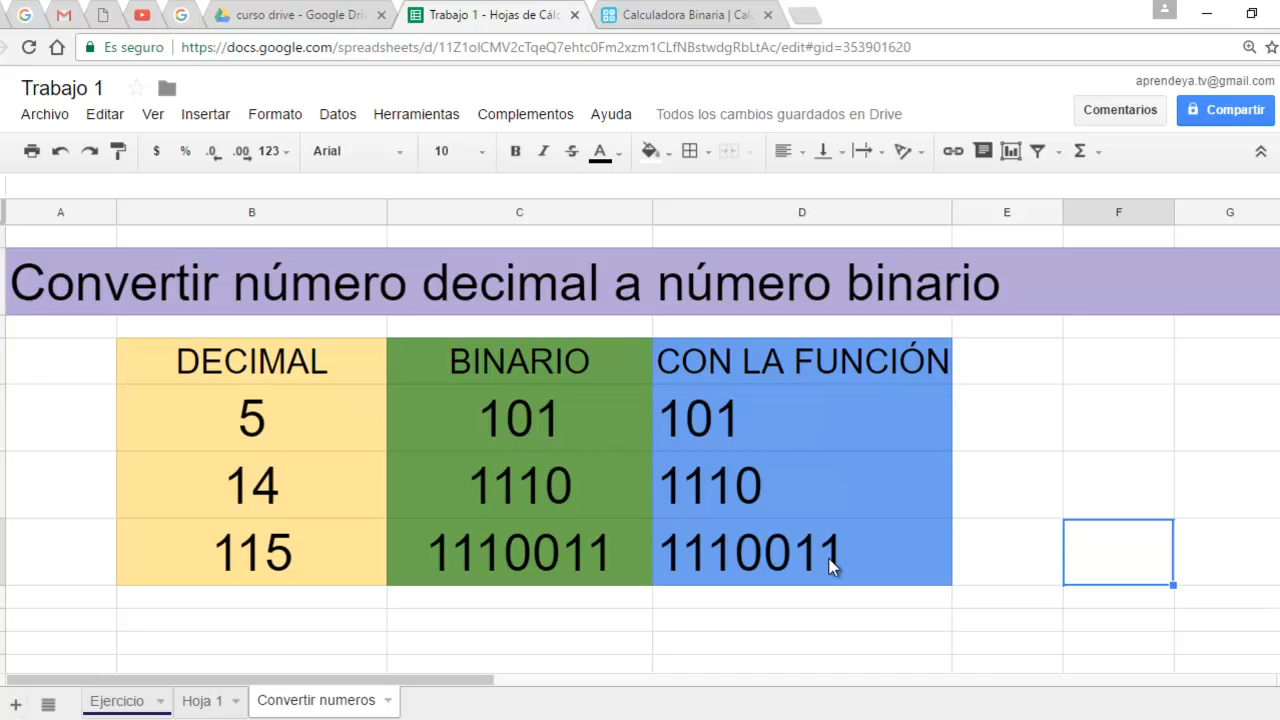 curso drive - Google Dri
Trabajo 1 - Hojas de Cálc
Calculadora Binaria | Calc
Es seguro
https://docs.google.com/spreadsheets/d/11Z1olCMV2cTqeQ7ehtc0Fm2xzm1CLfNBstwdgRbLtAc/edit#gid=353901620
aprendeya.tv@gmail.com
Trabajo 1
Archivo Editar Ver Insertar Formato Datos Herramientas Complementos Ayuda Todos los cambios guardados en Drive
Comentarios Compartir
$ % .0 .00 123 Arial 10 B I S A Σ
A B C D E F G
Convertir número decimal a número binario
DECIMAL BINARIO CON LA FUNCIÓN
5 101 101
14 1110 1110
115 1110011 1110011
Ejercicio Hoja 1 Convertir numeros